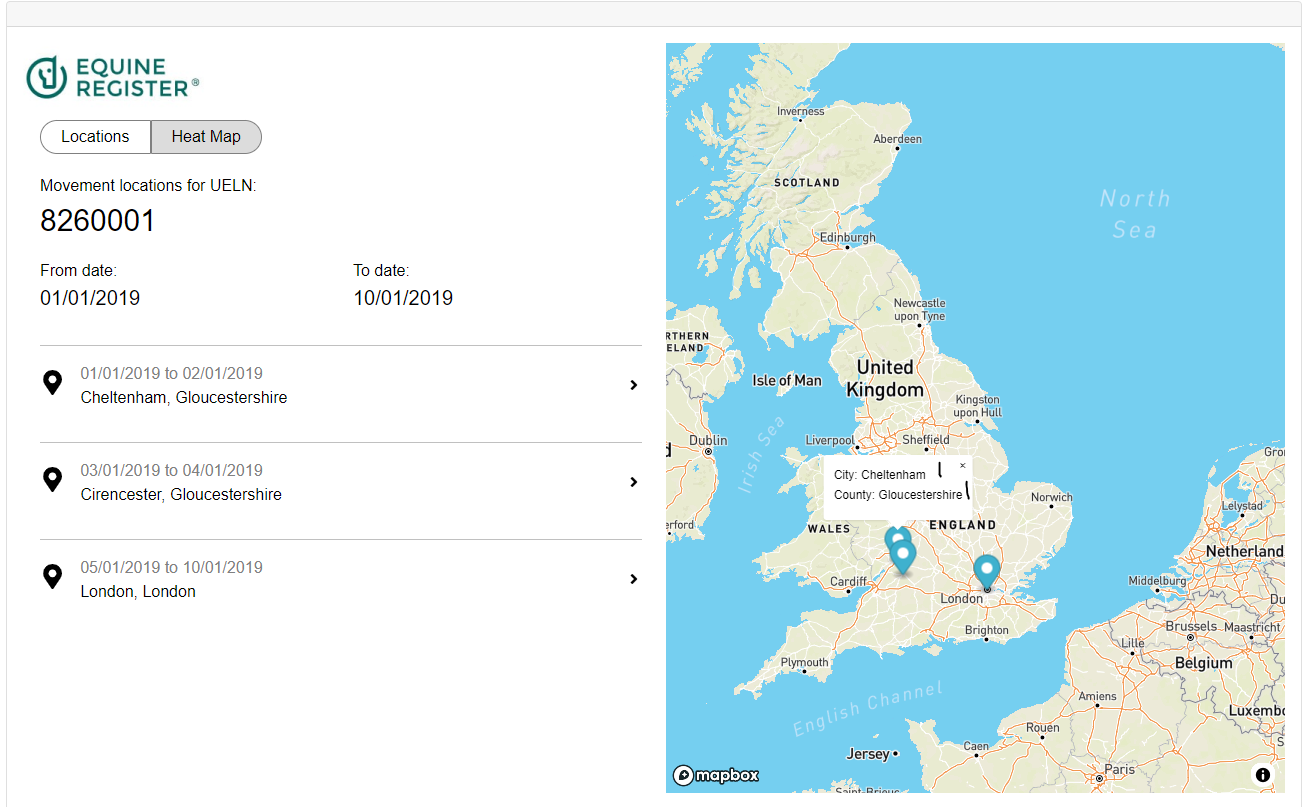 EQUINE
REGISTER®
Locations
Heat Map
Movement locations for UELN:
8260001
From date:
To date:
01/01/2019
10/01/2019
01/01/2019 to 02/01/2019
Cheltenham, Gloucestershire
03/01/2019 to 04/01/2019
Cirencester, Gloucestershire
05/01/2019 to 10/01/2019
London, London
Inverness
Aberdeen
SCOTLAND
North
Sea
Edinburgh
Newcastle
upon Tyne
RTHERN
ELAND
United
Kingdom
Isle of Man
Kingston
upon Hull
Irish Sea
Dublin
Liverpool
Sheffield
City: Cheltenham
×
County: Gloucestershire
Norwich
Gro
Lelystad
erford
WALES
ENGLAND
Netherland
Cardiff
London
Middelburg
Du
Brighton
Brussels
Maastricht
Lille
Belgium
Plymouth
English Channel
Amiens
Luxembo
Rouen
Caen
S
Jersey
Paris
mapbox
i
Saint-Brieuc